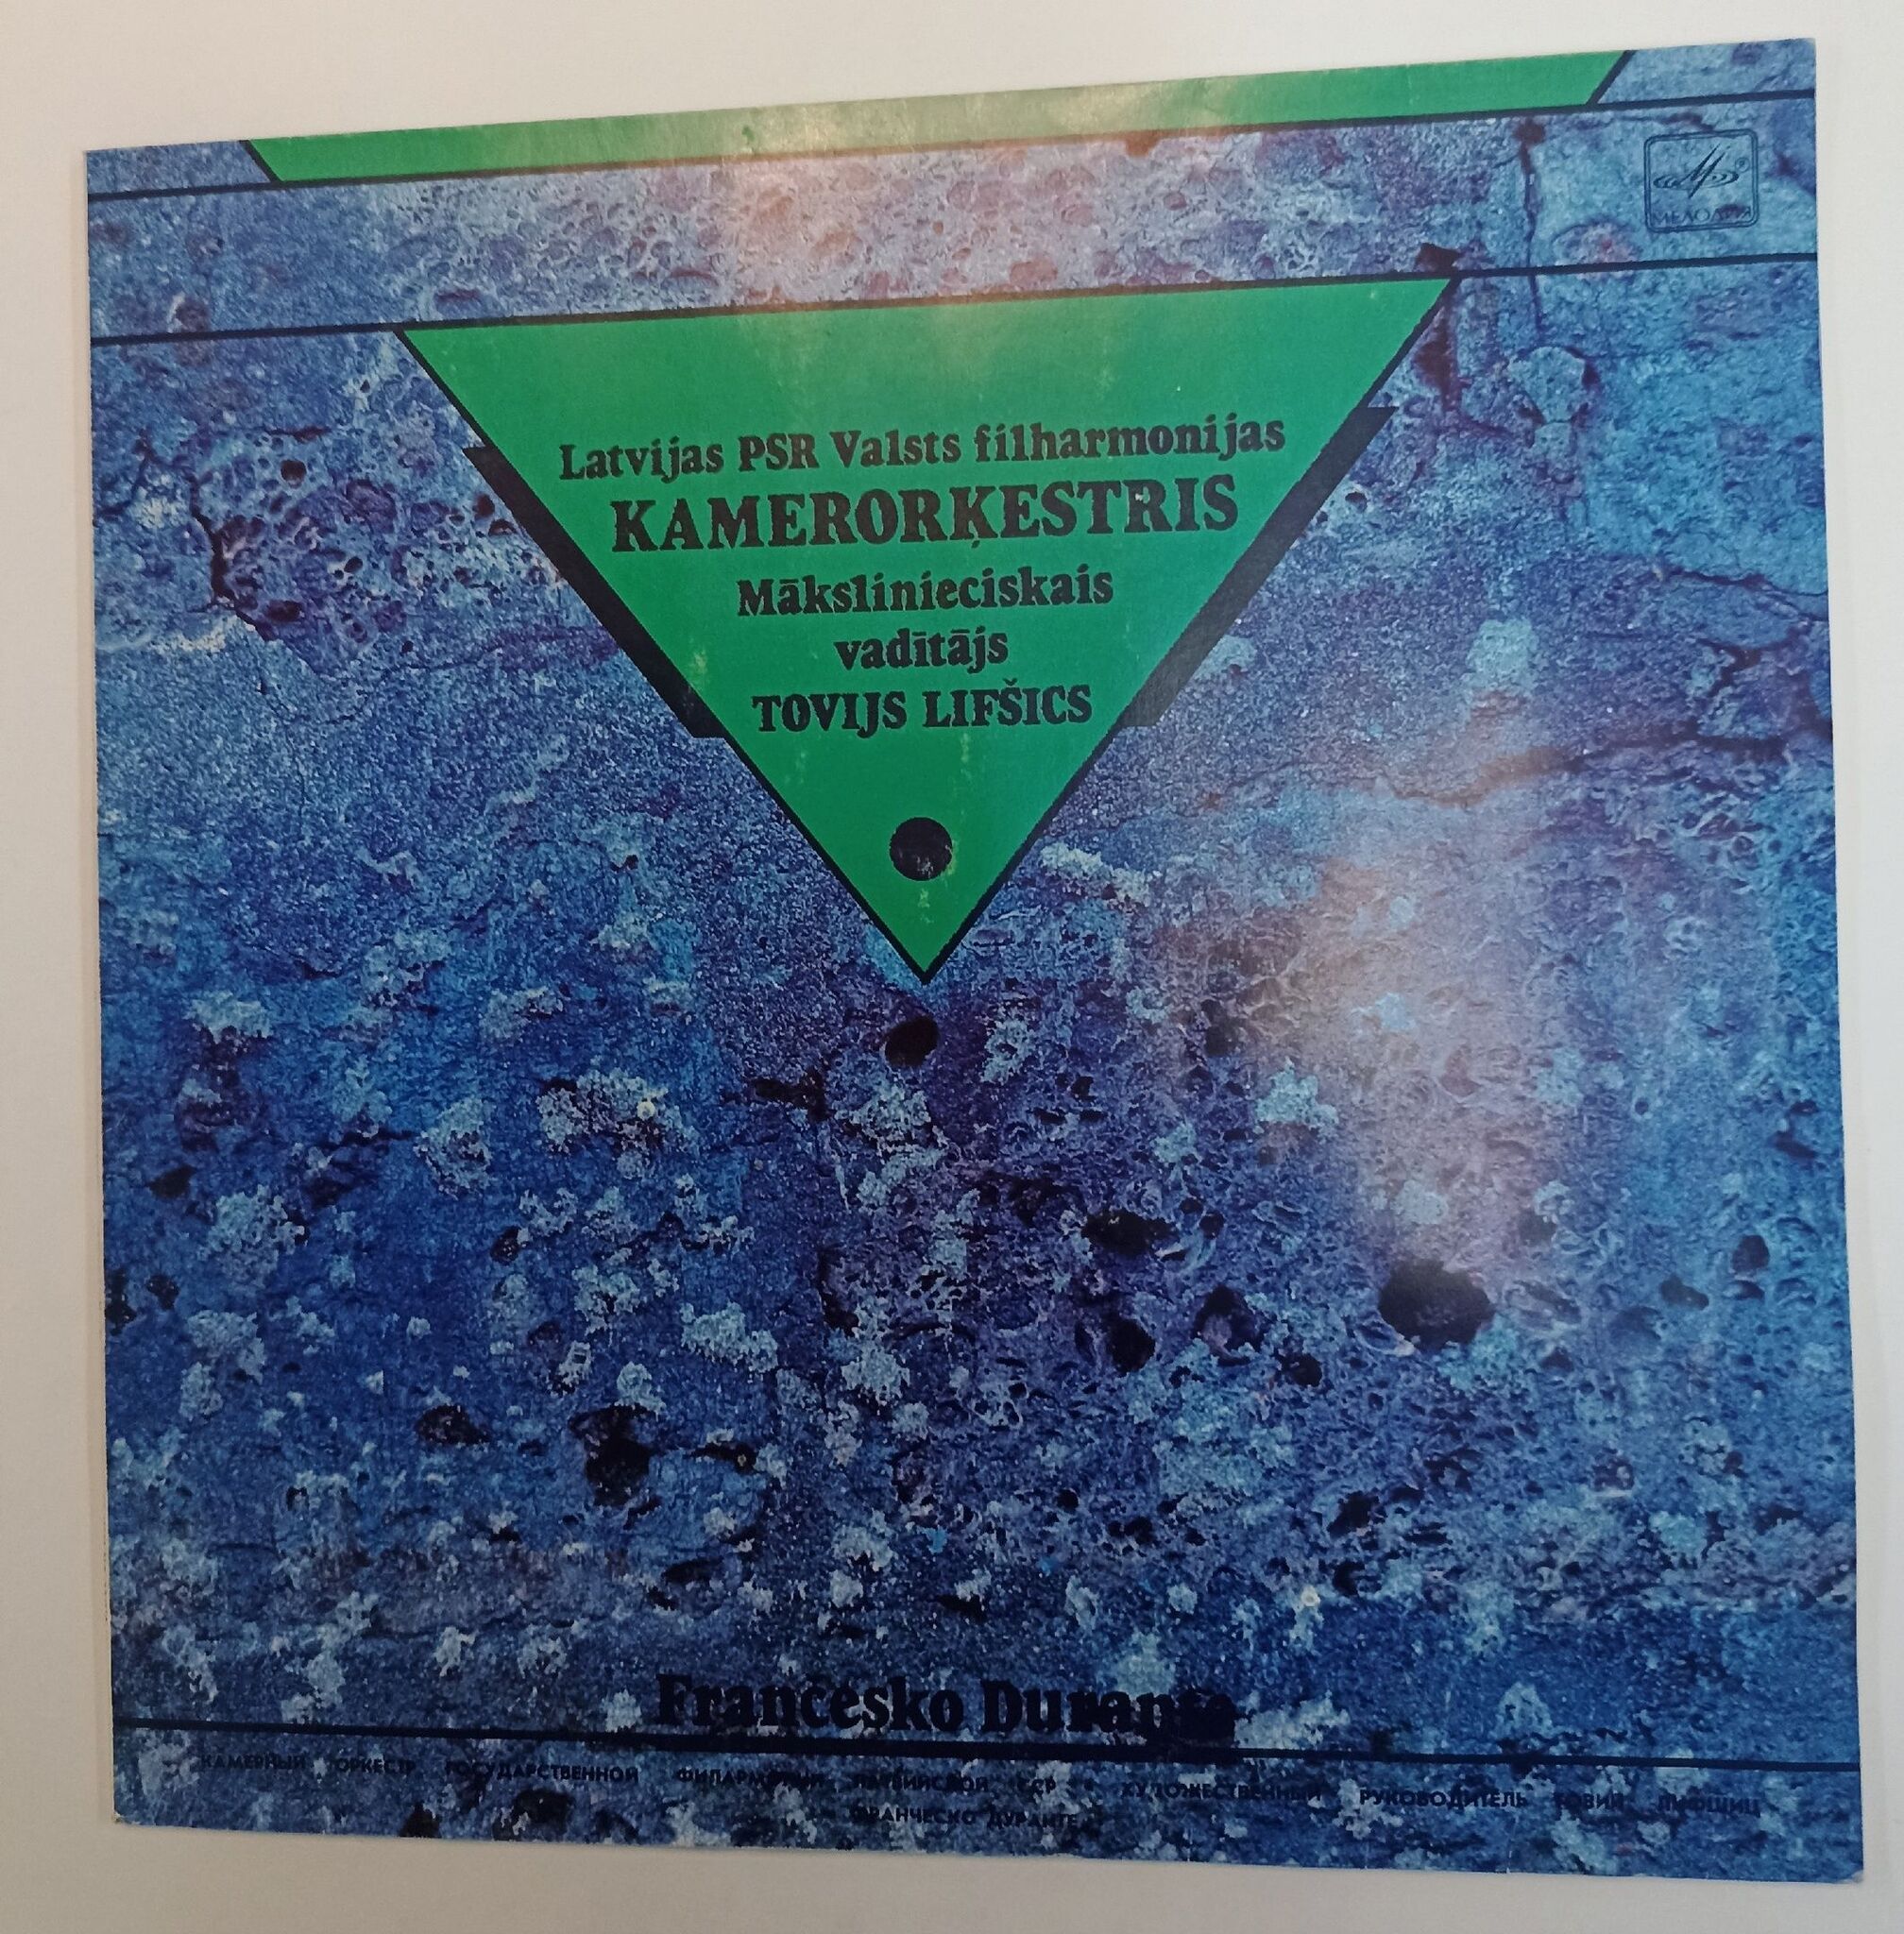 МЕЛОДИЯ
Latvijas PSR Valsts filharmonijas
KAMERORĶESTRIS
Mākslinieciskais
vadītājs
TOVIJS LIFŠICS
Frančesko Durante
КАМЕРНЫЙ ОРКЕСТР ГОСУДАРСТВЕННОЙ ФИЛАРМОНИИ ЛАТВИЙСКОЙ ССР ХУДОЖЕСТВЕННЫЙ РУКОВОДИТЕЛЬ ТОВИЙ ЛИФШИЦ
ФРАНЧЕСКО ДУРАНТЕ